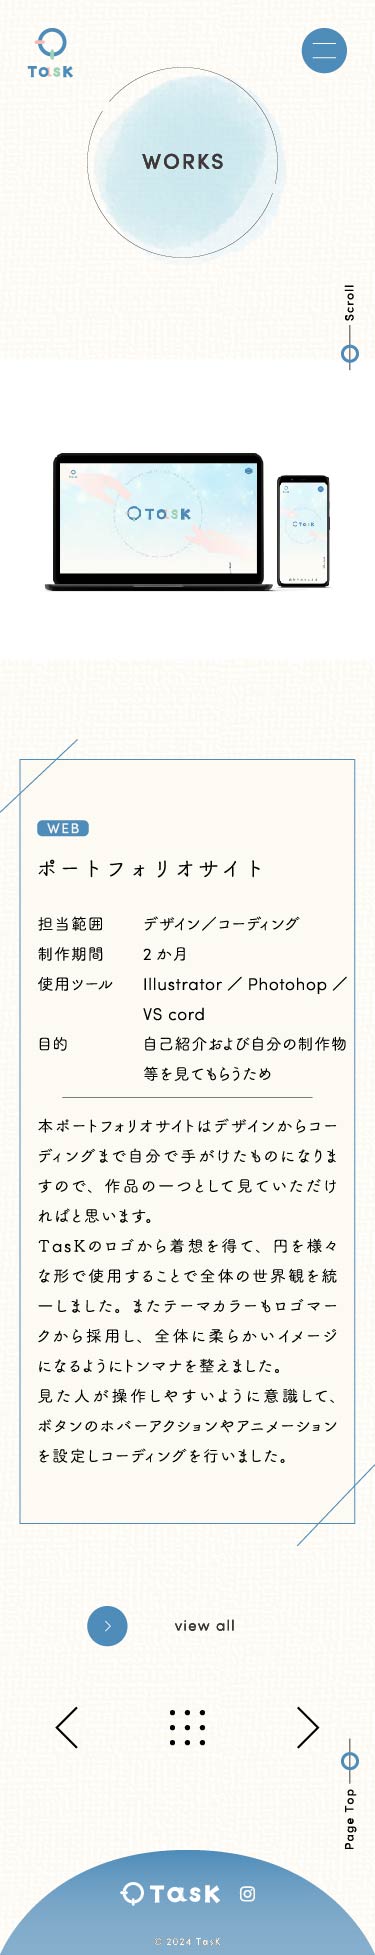 TasK
WORKS
Scroll
TasK
TasK
WEB
ポートフォリオサイト
担当範囲 デザイン／コーディング
制作期間 2 か月
使用ツール Illustrator ／ Photohop ／
VS cord
目的 自己紹介および自分の制作物
等を見てもらうため
本ポートフォリオサイトはデザインからコー
ディングまで自分で手がけたものになりま
すので、作品の一つとして見ていただけ
ればと思います。
TasKのロゴから着想を得て、円を様々
な形で使用することで全体の世界観を統
一しました。またテーマカラーもロゴマー
クから採用し、全体に柔らかいイメージ
になるようにトンマナを整えました。
見た人が操作しやすいように意識して、
ボタンのホバーアクションやアニメーション
を設定しコーディングを行いました。
view all
Page Top
TasK
© 2024 TasK